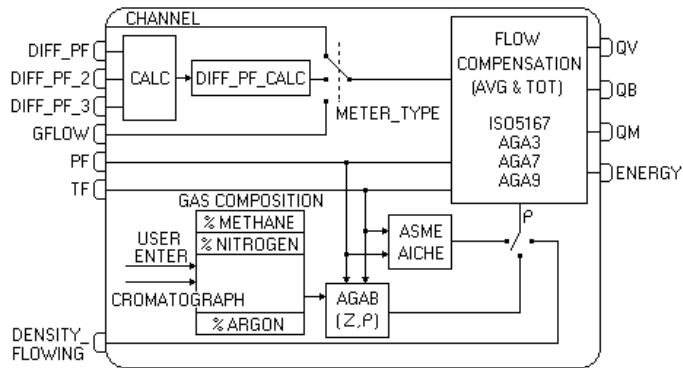 CHANNEL
DIFF_PF
DIFF_PF_2
DIFF_PF_3
GFLOW
PF
TF
CALC
DIFF_PF_CALC
METER_TYPE
FLOW
COMPENSATION
(AVG & TOT)
ISO5167
AGA3
AGA7
AGA9
QV
QB
QM
ENERGY
GAS COMPOSITION
% METHANE
% NITROGEN
% ARGON
USER
ENTER
CROMATOGRAPH
ASME
AICHE
AGAB
(Z,ρ)
ρ
DENSITY_
FLOWING